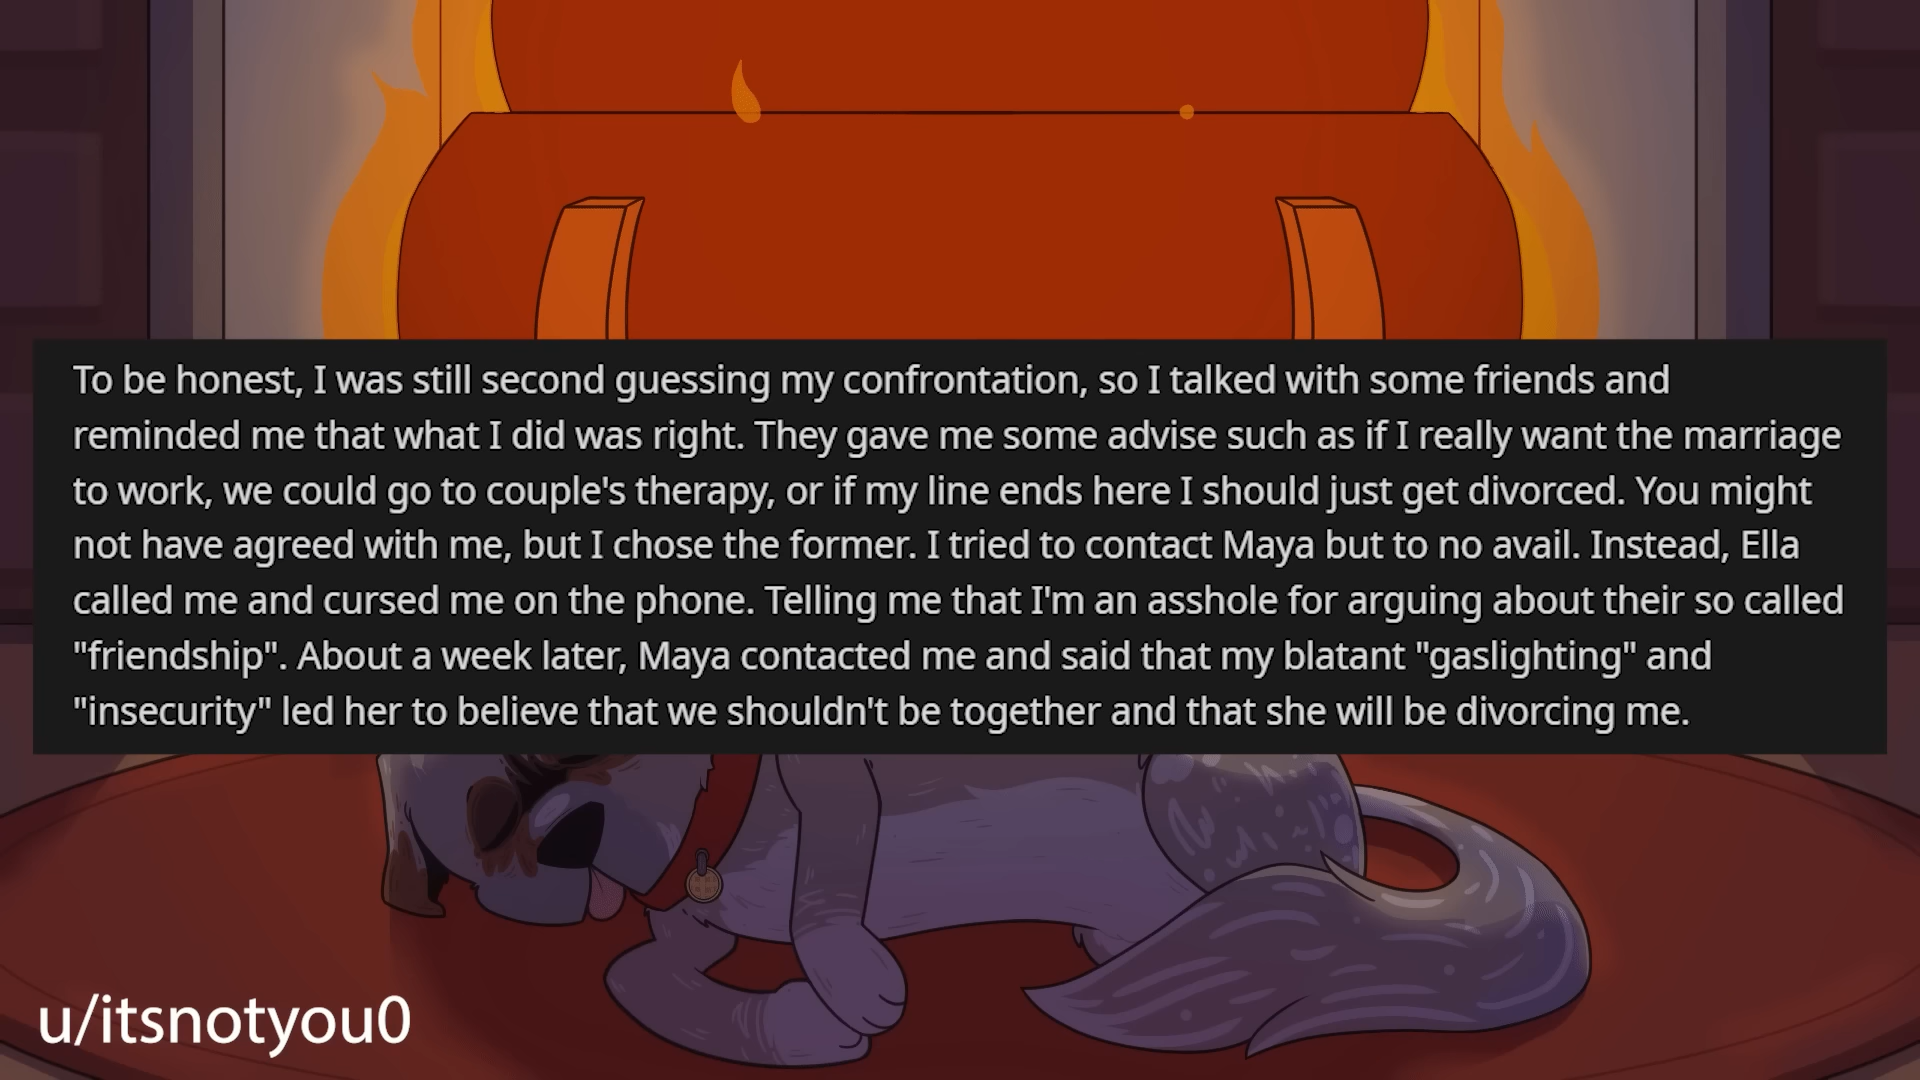 To be honest, I was still second guessing my confrontation, so I talked with some friends and
reminded me that what I did was right. They gave me some advise such as if I really want the marriage
to work, we could go to couple's therapy, or if my line ends here I should just get divorced. You might
not have agreed with me, but I chose the former. I tried to contact Maya but to no avail. Instead, Ella
called me and cursed me on the phone. Telling me that I'm an asshole for arguing about their so called
"friendship". About a week later, Maya contacted me and said that my blatant "gaslighting" and
"insecurity" led her to believe that we shouldn't be together and that she will be divorcing me.
u/itsnotyou0